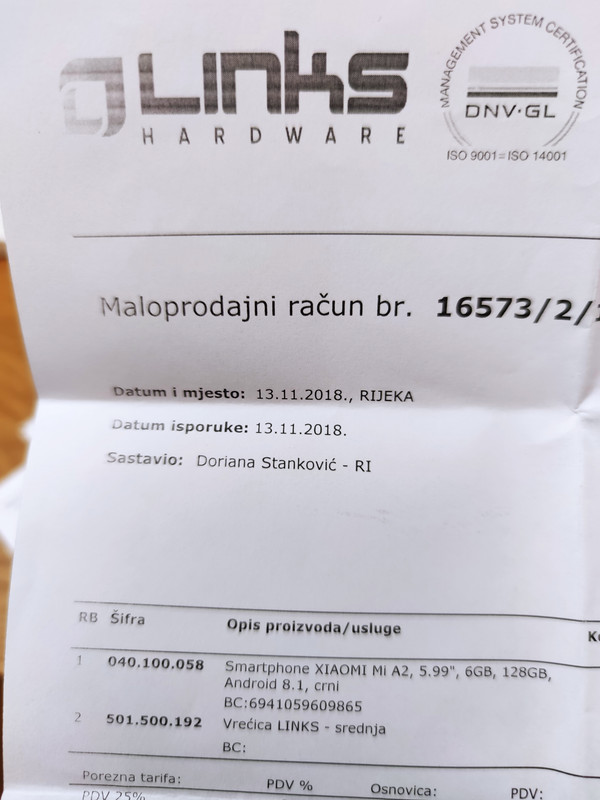 LINKS
HARDWARE
MANAGEMENT SYSTEM CERTIFICATION
DNV·GL
ISO 9001=ISO 14001
Maloprodajni račun br. 16573/2/
Datum i mjesto: 13.11.2018., RIJEKA
Datum isporuke: 13.11.2018.
Sastavio: Doriana Stanković - RI
RB Šifra Opis proizvoda/usluge
1 040.100.058 Smartphone XIAOMI Mi A2, 5.99", 6GB, 128GB,
Android 8.1, crni
BC:6941059609865
2 501.500.192 Vrećica LINKS - srednja
BC:
Porezna tarifa: PDV % Osnovica: PDV:
PDV 25%